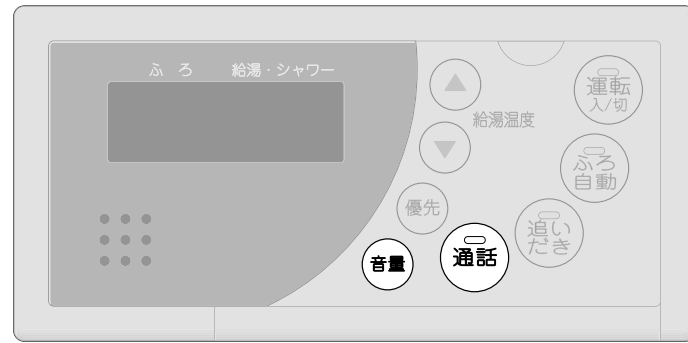 ふろ 給湯・シャワー
運転
入/切
給湯温度
ふろ
自動
優先
追い
だき
音量
通話